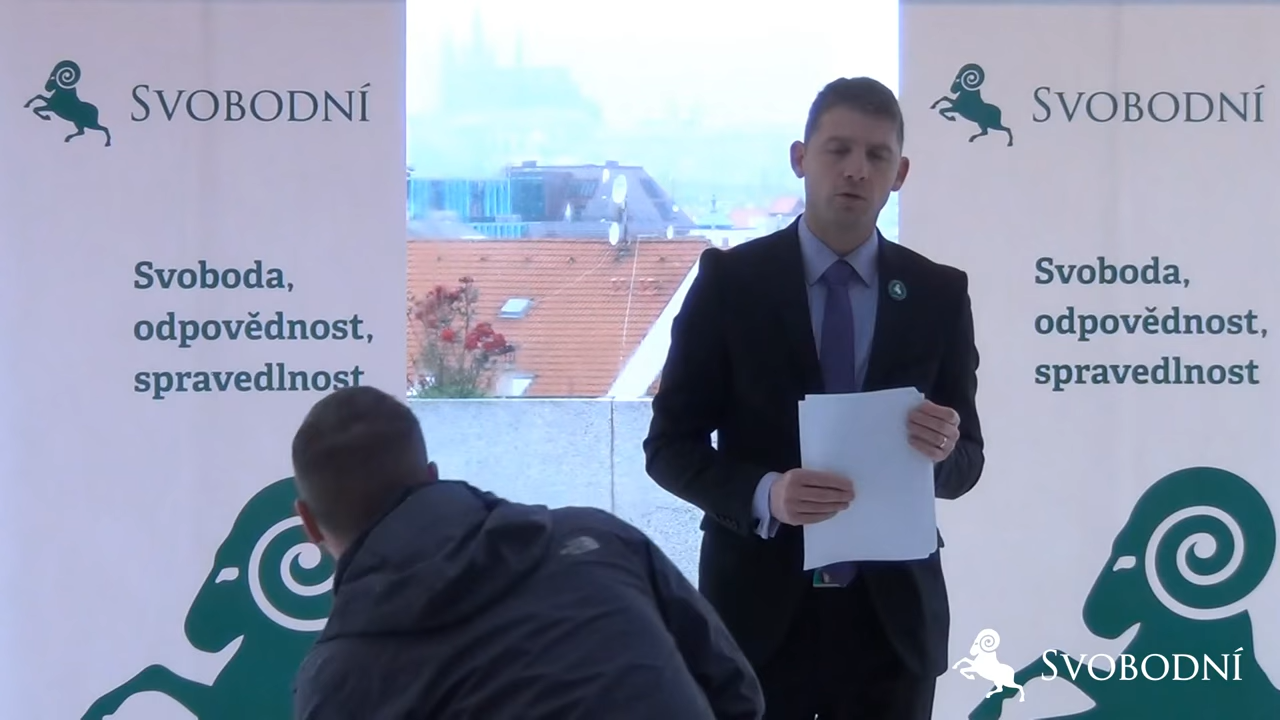 SVOBODNÍ
Svoboda,
odpovědnost,
spravedlnost
SVOBODNÍ
Svoboda,
odpovědnost,
spravedlnost
SVOBODNÍ